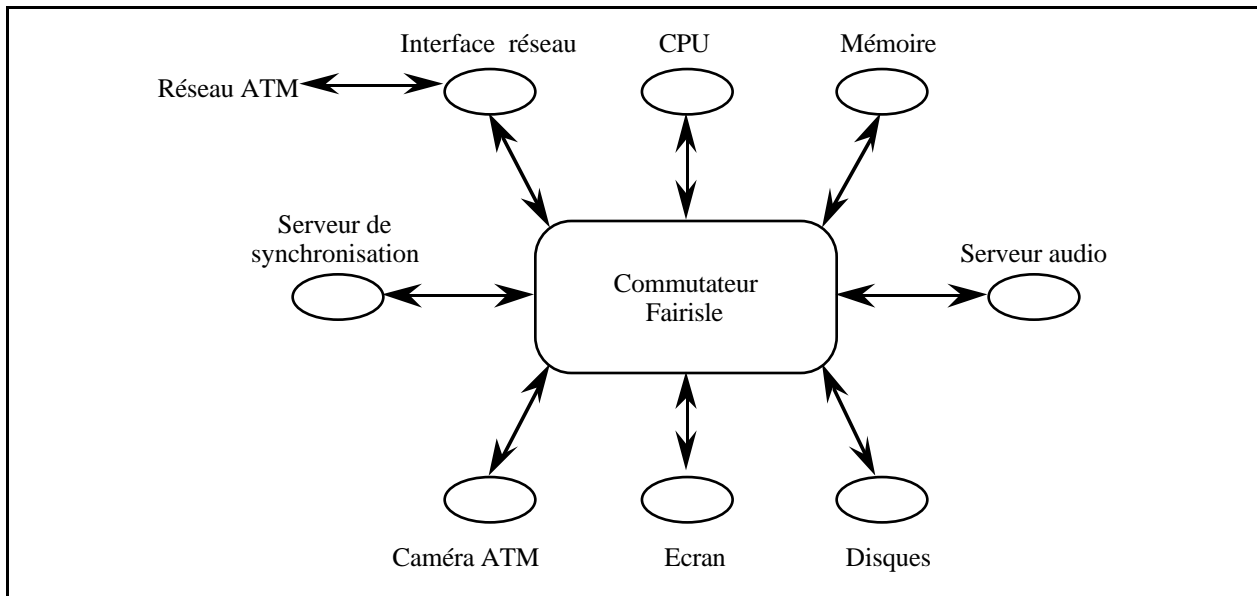 Interface réseau
CPU
Mémoire
Réseau ATM
Serveur de
synchronisation
Commutateur
Fairisle
Serveur audio
Caméra ATM
Ecran
Disques